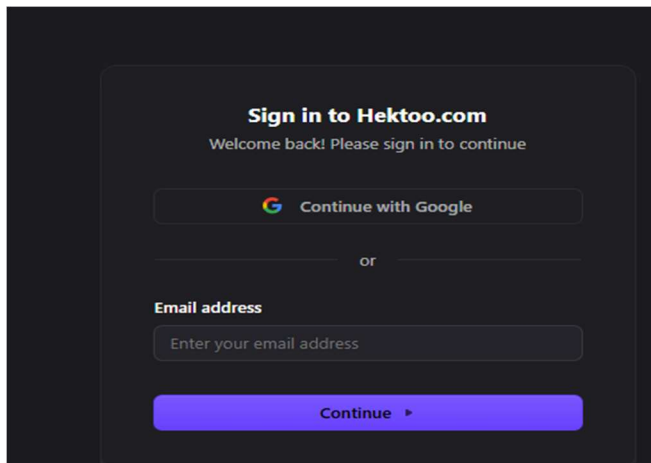 Sign in to Hektoo.com
Welcome back! Please sign in to continue
Continue with Google
or
Email address
Enter your email address
Continue